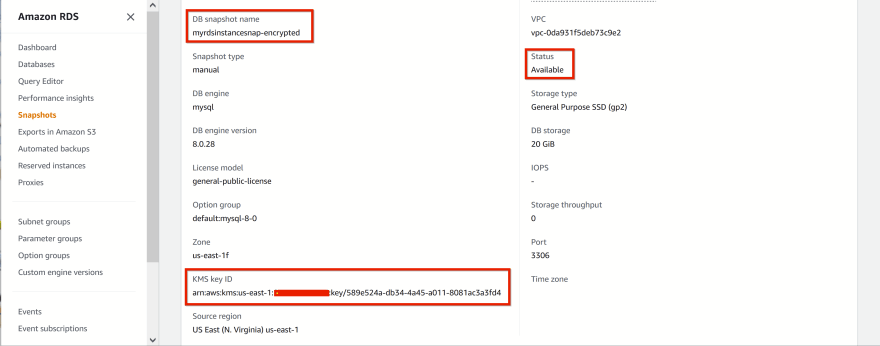 Amazon RDS
Dashboard
Databases
Query Editor
Performance insights
Snapshots
Exports in Amazon S3
Automated backups
Reserved instances
Proxies
Subnet groups
Parameter groups
Option groups
Custom engine versions
Events
Event subscriptions
DB snapshot name
myrdsinstancesnap-encrypted
Snapshot type
manual
DB engine
mysql
DB engine version
8.0.28
License model
general-public-license
Option group
default:mysql-8-0
Zone
us-east-1f
KMS key ID
arn:aws:kms:us-east-1: :key/589e524a-db34-4a45-a011-8081ac3a3fd4
Source region
US East (N. Virginia) us-east-1
VPC
vpc-0da931f5deb73c9e2
Status
Available
Storage type
General Purpose SSD (gp2)
DB storage
20 GiB
IOPS
-
Storage throughput
0
Port
3306
Time zone